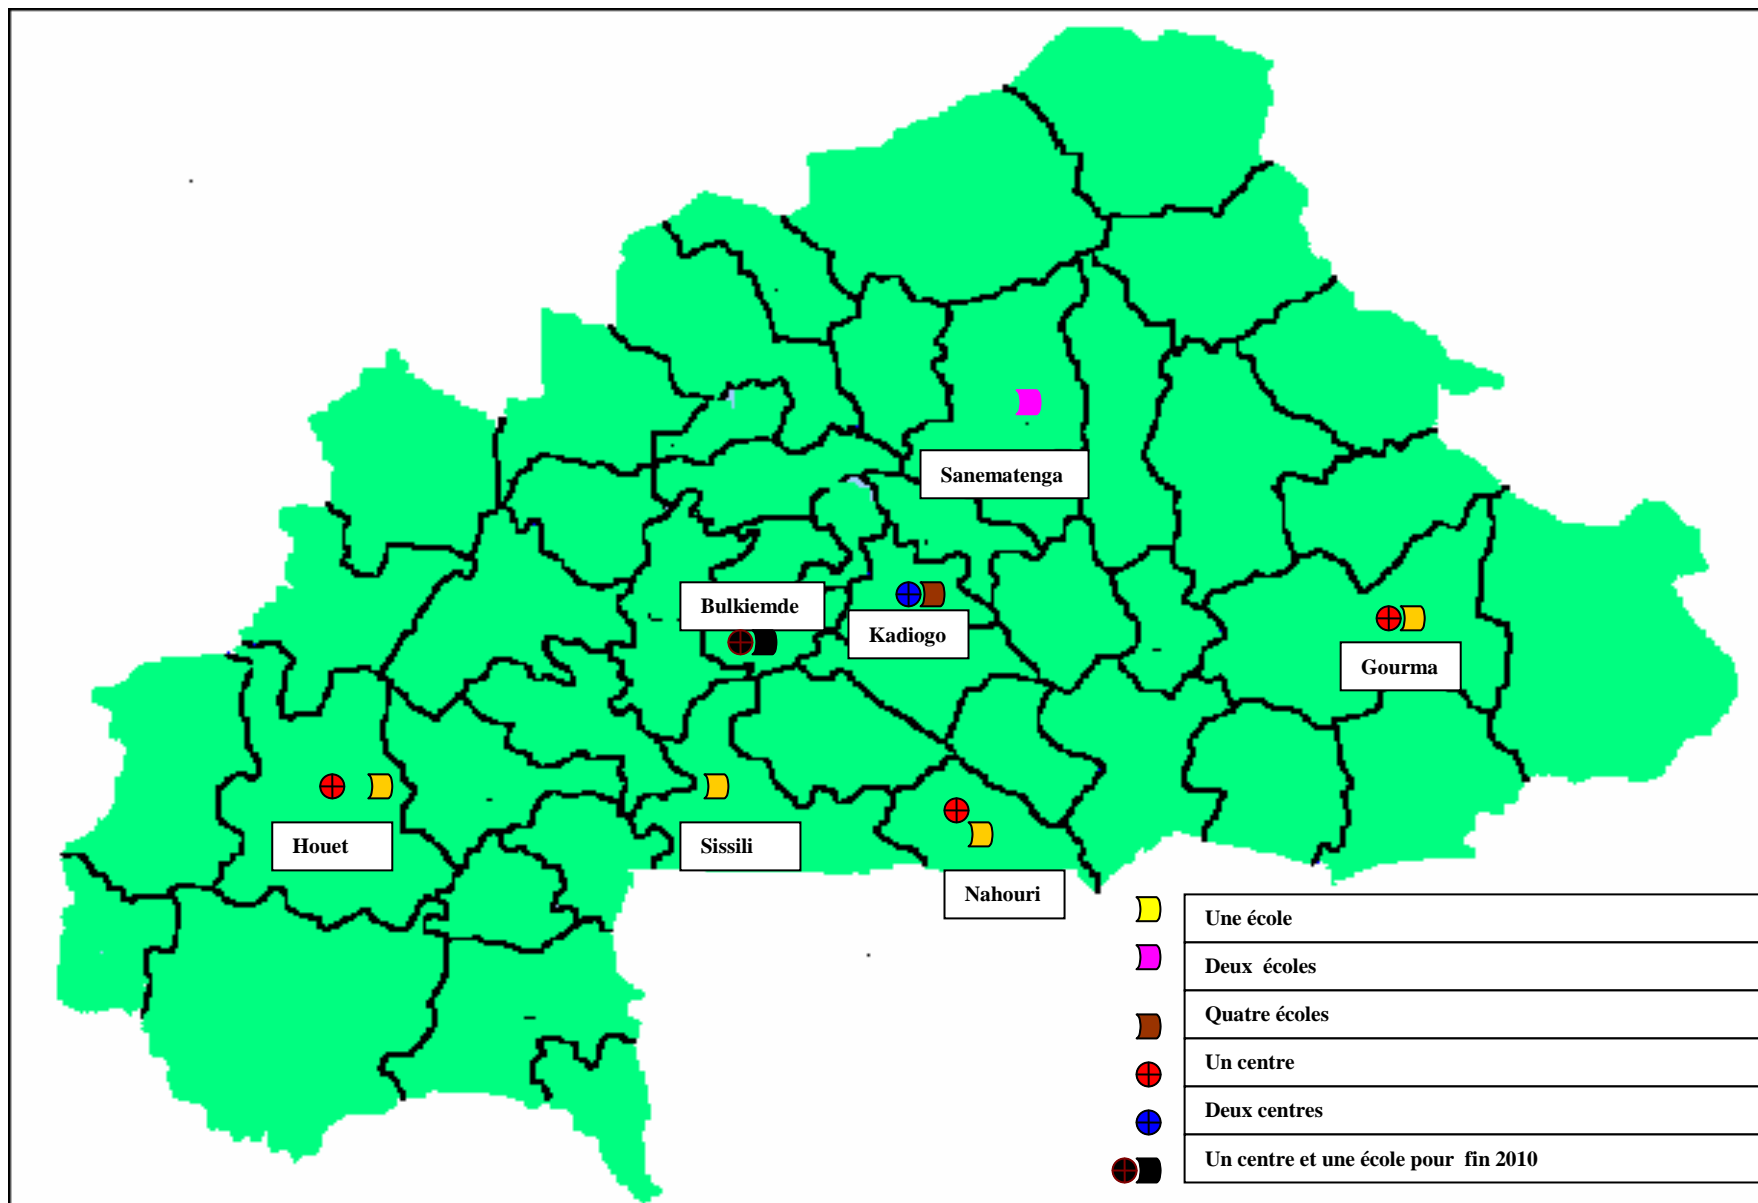 Sanematenga
Bulkiemde
Kadiogo
Gourma
Houet
Sissili
Nahouri
Une école
Deux écoles
Quatre écoles
Un centre
Deux centres
Un centre et une école pour fin 2010